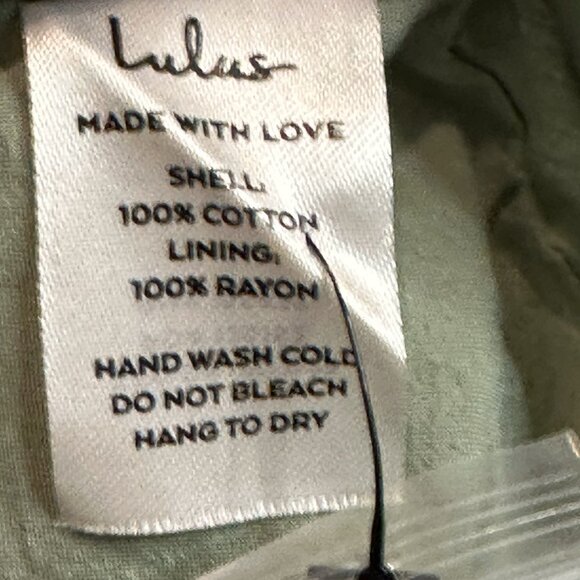 Lulus
MADE WITH LOVE
SHELL:
100% COTTON
LINING:
100% RAYON
HAND WASH COLD
DO NOT BLEACH
HANG TO DRY